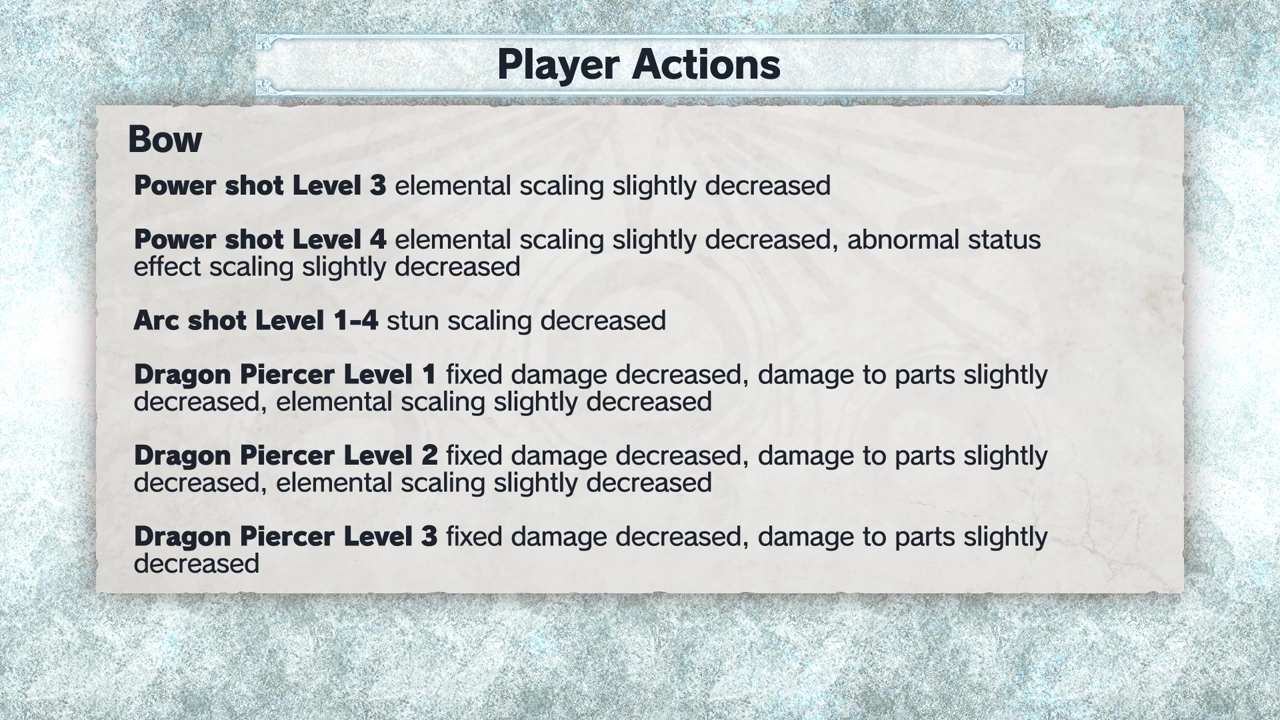 Player Actions
Bow
Power shot Level 3 elemental scaling slightly decreased
Power shot Level 4 elemental scaling slightly decreased, abnormal status
effect scaling slightly decreased
Arc shot Level 1-4 stun scaling decreased
Dragon Piercer Level 1 fixed damage decreased, damage to parts slightly
decreased, elemental scaling slightly decreased
Dragon Piercer Level 2 fixed damage decreased, damage to parts slightly
decreased, elemental scaling slightly decreased
Dragon Piercer Level 3 fixed damage decreased, damage to parts slightly
decreased